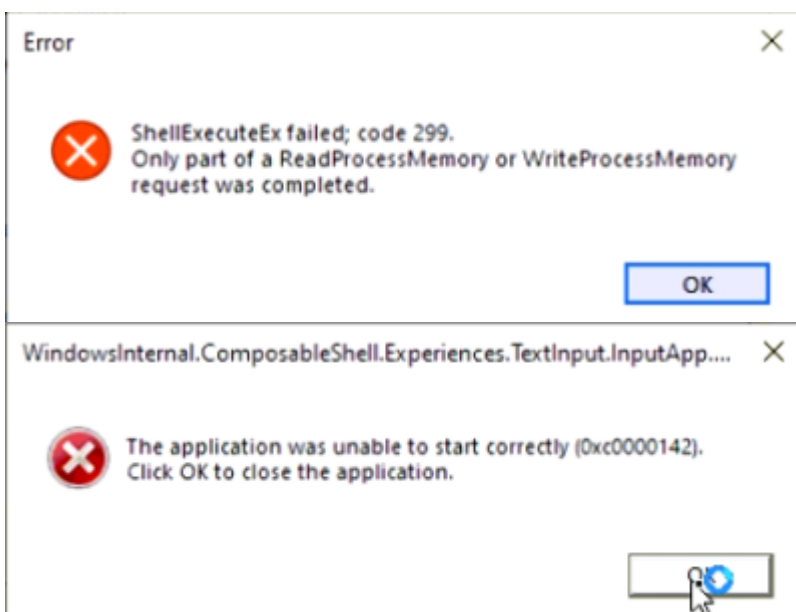 Error
ShellExecuteEx failed; code 299.
Only part of a ReadProcessMemory or WriteProcessMemory
request was completed.
OK
WindowsInternal.ComposableShell.Experiences.TextInput.InputApp....
The application was unable to start correctly (0xc0000142).
Click OK to close the application.